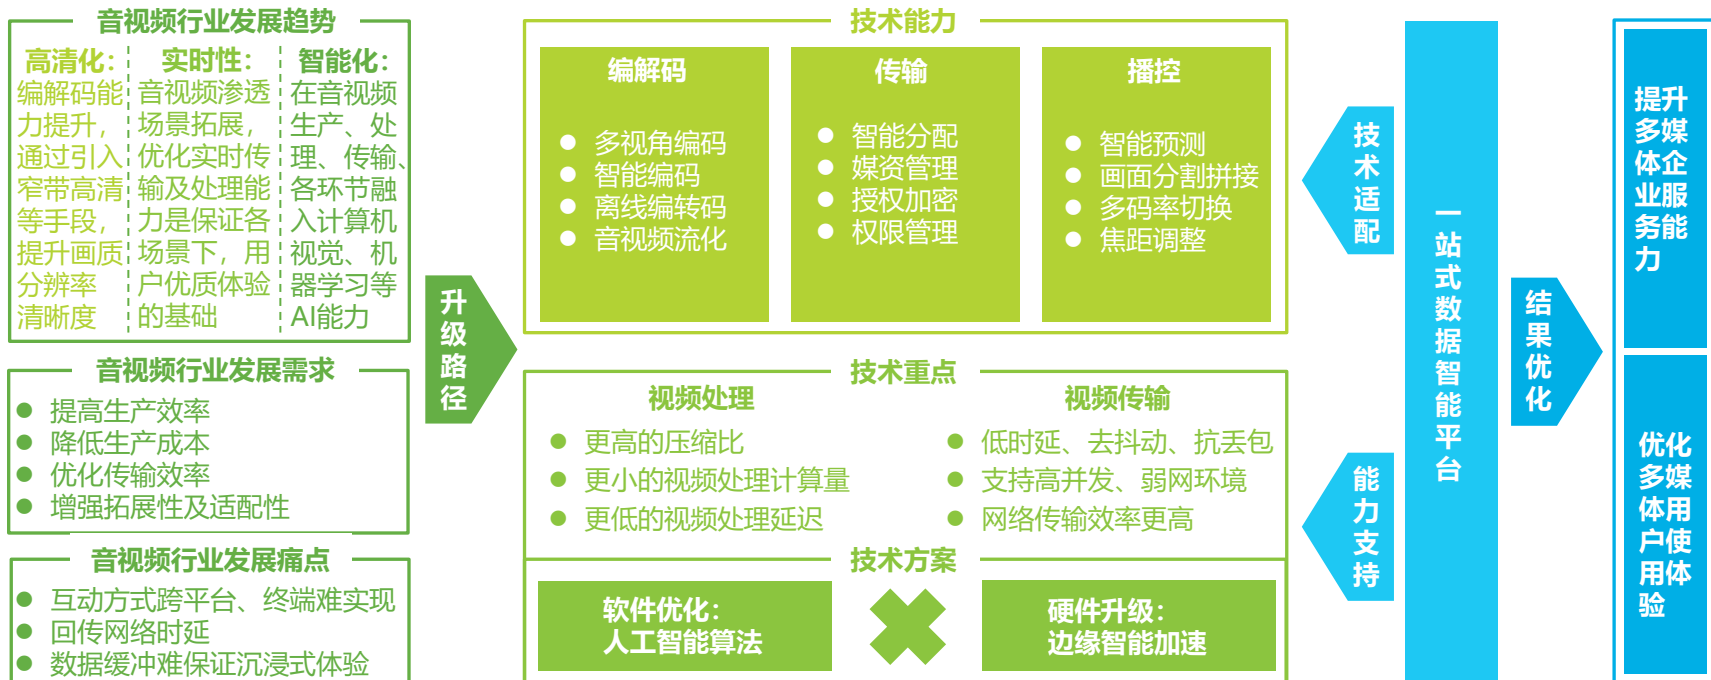 音视频行业发展趋势
高清化：
编解码能
力提升，
通过引入
窄带高清
等手段，
提升画质
分辨率
清晰度
实时性：
音视频渗透
场景拓展，
优化实时传
输及处理能
力是保证各
场景下，用
户优质体验
的基础
智能化：
在音视频
生产、处
理、传输、
各环节融
入计算机
视觉、机
器学习等
AI能力
音视频行业发展需求
提高生产效率
降低生产成本
优化传输效率
增强拓展性及适配性
音视频行业发展痛点
互动方式跨平台、终端难实现
回传网络时延
数据缓冲难保证沉浸式体验
升级路径
技术能力
编解码
多视角编码
智能编码
离线编转码
音视频流化
传输
智能分配
媒资管理
授权加密
权限管理
播控
智能预测
画面分割拼接
多码率切换
焦距调整
技术重点
视频处理
更高的压缩比
更小的视频处理计算量
更低的视频处理延迟
视频传输
低时延、去抖动、抗丢包
支持高并发、弱网环境
网络传输效率更高
技术方案
软件优化：
人工智能算法
硬件升级：
边缘智能加速
技术适配
能力支持
一站式数据智能平台
结果优化
提升
多媒
体企
业服
务能
力
优化
多媒
体用
户使
用体
验